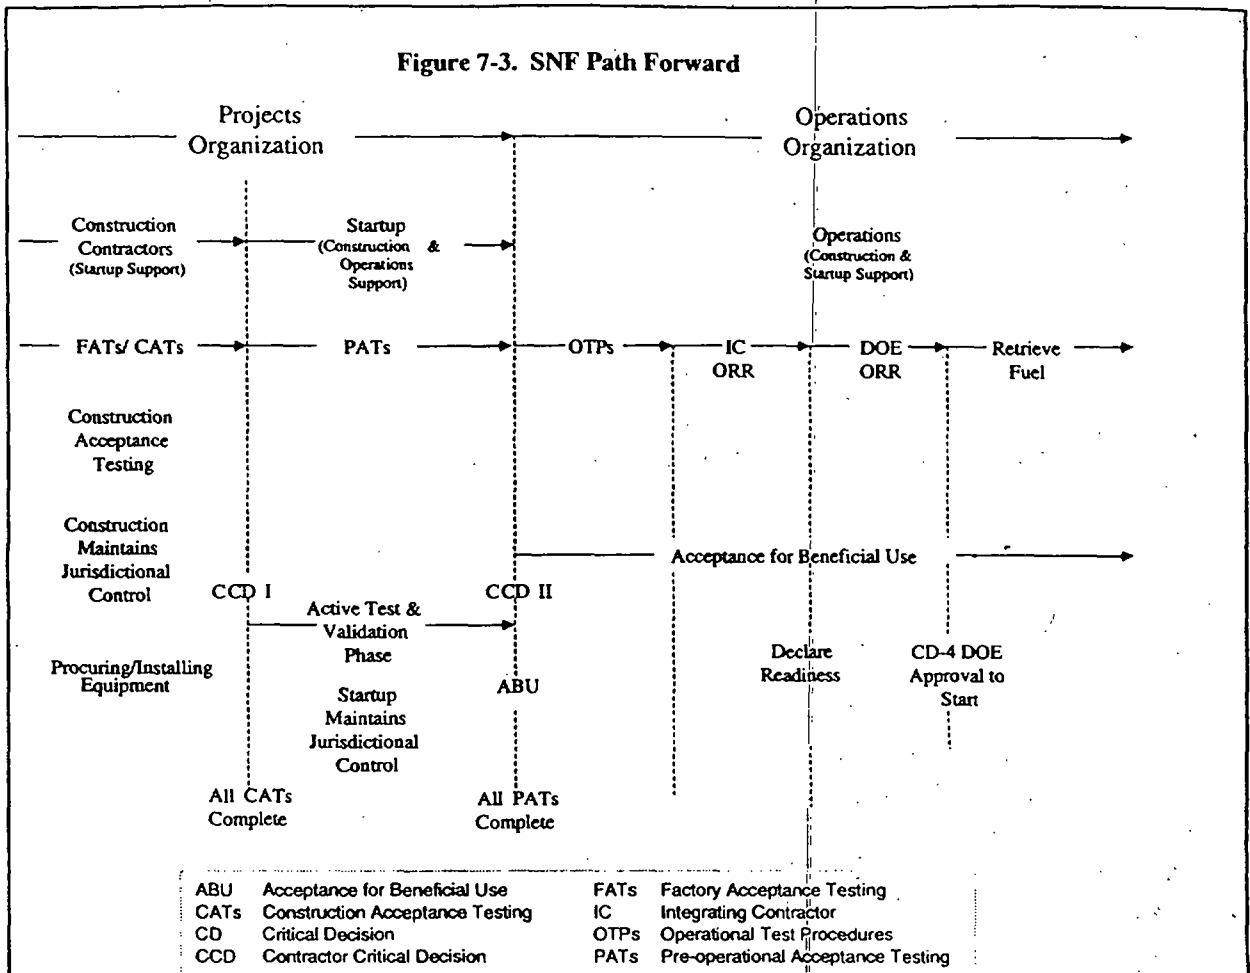 Figure 7-3. SNF Path Forward
Projects
Organization
Operations
Organization
Construction
Contractors
(Startup Support)
Startup
(Construction &
Operations
Support)
Operations
(Construction &
Startup Support)
FATs/ CATs
PATs
OTPs
IC
ORR
DOE
ORR
Retrieve
Fuel
Construction
Acceptance
Testing
Construction
Maintains
Jurisdictional
Control
Acceptance for Beneficial Use
CCD I
CCD II
Active Test &
Validation
Phase
Procuring/Installing
Equipment
Startup
Maintains
Jurisdictional
Control
ABU
Declare
Readiness
CD-4 DOE
Approval to
Start
All CATs
Complete
All PATs
Complete
ABU Acceptance for Beneficial Use
CATs Construction Acceptance Testing
CD Critical Decision
CCD Contractor Critical Decision
FATs Factory Acceptance Testing
IC Integrating Contractor
OTPs Operational Test Procedures
PATs Pre-operational Acceptance Testing